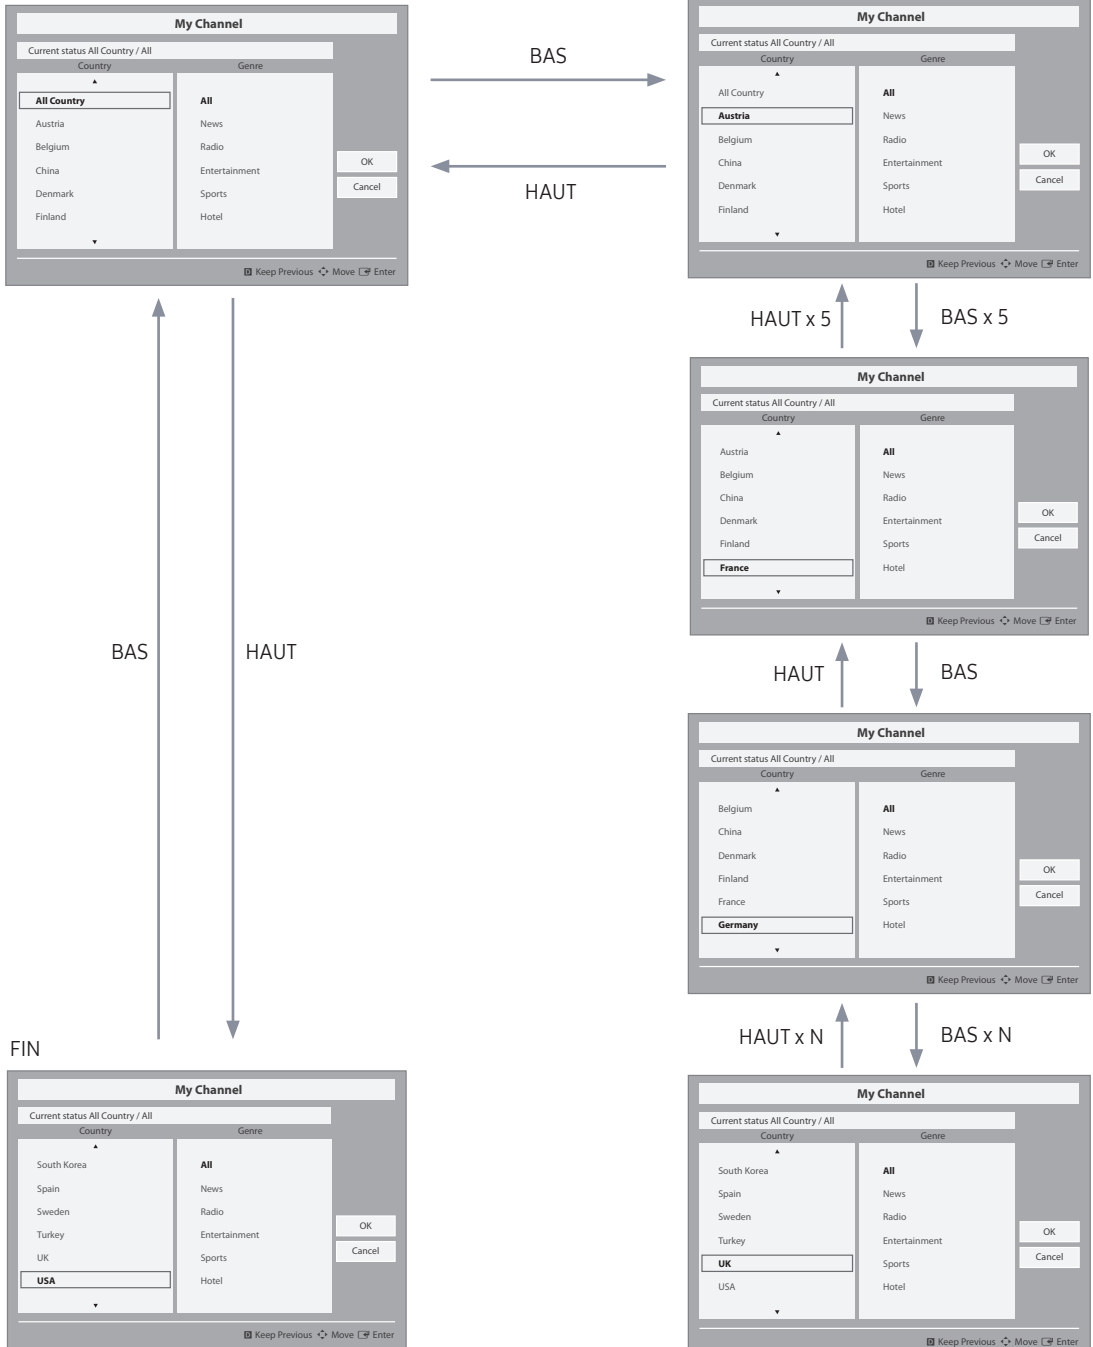 My Channel
Current status All Country / All
Country Genre
All Country All
Austria News
Belgium Radio
China Entertainment
Denmark Sports
Finland Hotel
OK
Cancel
D Keep Previous Move Enter
BAS
HAUT
My Channel
Current status All Country / All
Country Genre
All Country All
Austria News
Belgium Radio
China Entertainment
Denmark Sports
Finland Hotel
OK
Cancel
D Keep Previous Move Enter
HAUT x 5 BAS x 5
My Channel
Current status All Country / All
Country Genre
Austria All
Belgium News
China Radio
Denmark Entertainment
Finland Sports
France Hotel
OK
Cancel
D Keep Previous Move Enter
BAS HAUT
HAUT BAS
My Channel
Current status All Country / All
Country Genre
Belgium All
China News
Denmark Radio
Finland Entertainment
France Sports
Germany Hotel
OK
Cancel
D Keep Previous Move Enter
HAUT x N BAS x N
FIN
My Channel
Current status All Country / All
Country Genre
South Korea All
Spain News
Sweden Radio
Turkey Entertainment
UK Sports
USA Hotel
OK
Cancel
D Keep Previous Move Enter
My Channel
Current status All Country / All
Country Genre
South Korea All
Spain News
Sweden Radio
Turkey Entertainment
UK Sports
USA Hotel
OK
Cancel
D Keep Previous Move Enter